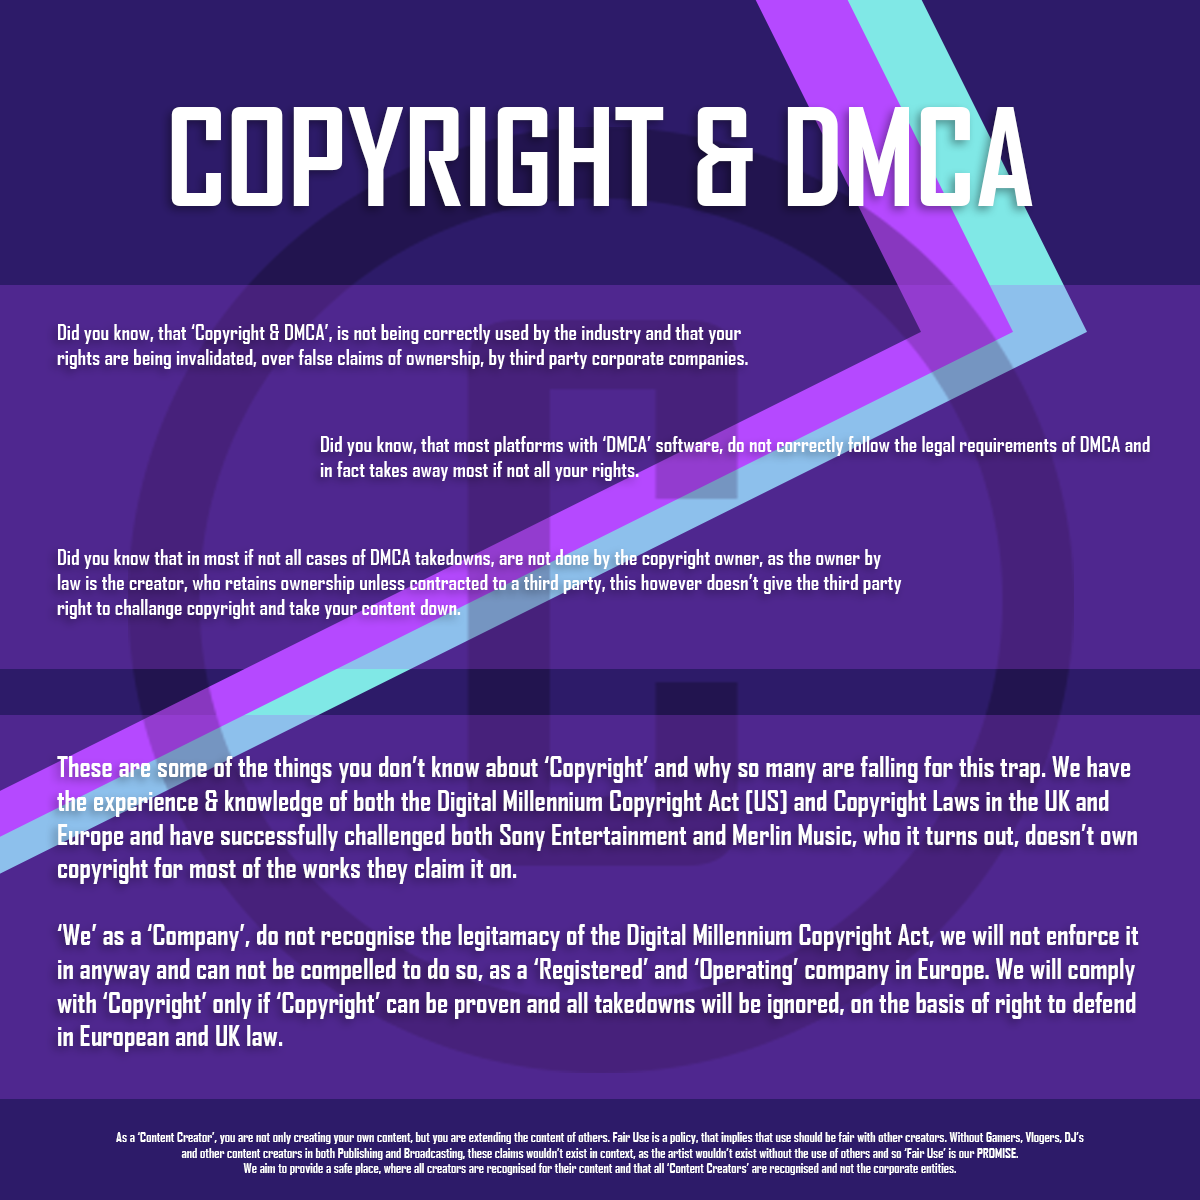 COPYRIGHT & DMCA
Did you know, that ‘Copyright & DMCA’, is not being correctly used by the industry and that your
rights are being invalidated, over false claims of ownership, by third party corporate companies.
Did you know, that most platforms with ‘DMCA’ software, do not correctly follow the legal requirements of DMCA and
in fact takes away most if not all your rights.
Did you know that in most if not all cases of DMCA takedowns, are not done by the copyright owner, as the owner by
law is the creator, who retains ownership unless contracted to a third party, this however doesn’t give the third party
right to challange copyright and take your content down.
These are some of the things you don’t know about ‘Copyright’ and why so many are falling for this trap. We have
the experience & knowledge of both the Digital Millennium Copyright Act [US] and Copyright Laws in the UK and
Europe and have successfully challenged both Sony Entertainment and Merlin Music, who it turns out, doesn’t own
copyright for most of the works they claim it on.
‘We’ as a ‘Company’, do not recognise the legitamacy of the Digital Millennium Copyright Act, we will not enforce it
in anyway and can not be compelled to do so, as a ‘Registered’ and ‘Operating’ company in Europe. We will comply
with ‘Copyright’ only if ‘Copyright’ can be proven and all takedowns will be ignored, on the basis of right to defend
in European and UK law.
As a ‘Content Creator’, you are not only creating your own content, but you are extending the content of others. Fair Use is a policy, that implies that use should be fair with other creators. Without Gamers, Vlogers, DJ’s
and other content creators in both Publishing and Broadcasting, these claims wouldn’t exist in context, as the artist wouldn’t exist without the use of others and so ‘Fair Use’ is our PROMISE.
We aim to provide a safe place, where all creators are recognised for their content and that all ‘Content Creators’ are recognised and not the corporate entities.